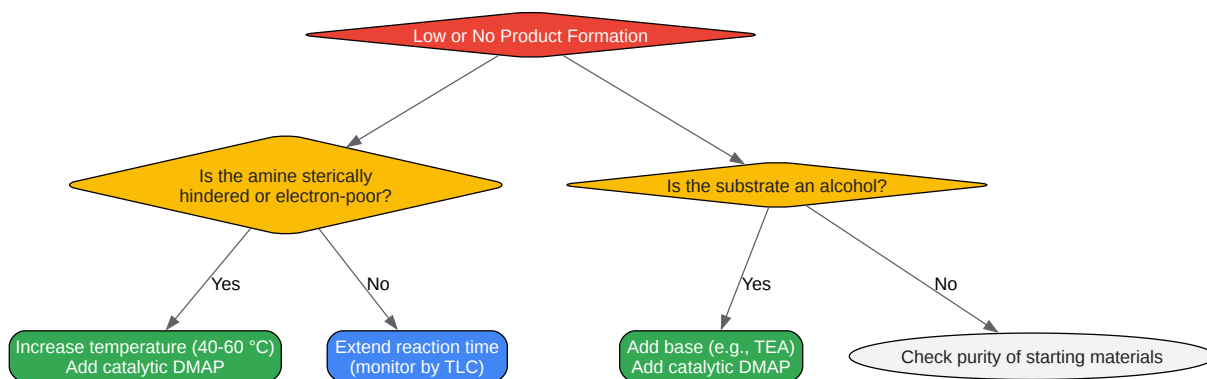 Low or No Product Formation
Is the amine sterically
hindered or electron-poor?
Is the substrate an alcohol?
Yes
No
Yes
No
Increase temperature (40-60 °C)
Add catalytic DMAP
Extend reaction time
(monitor by TLC)
Add base (e.g., TEA)
Add catalytic DMAP
Check purity of starting materials